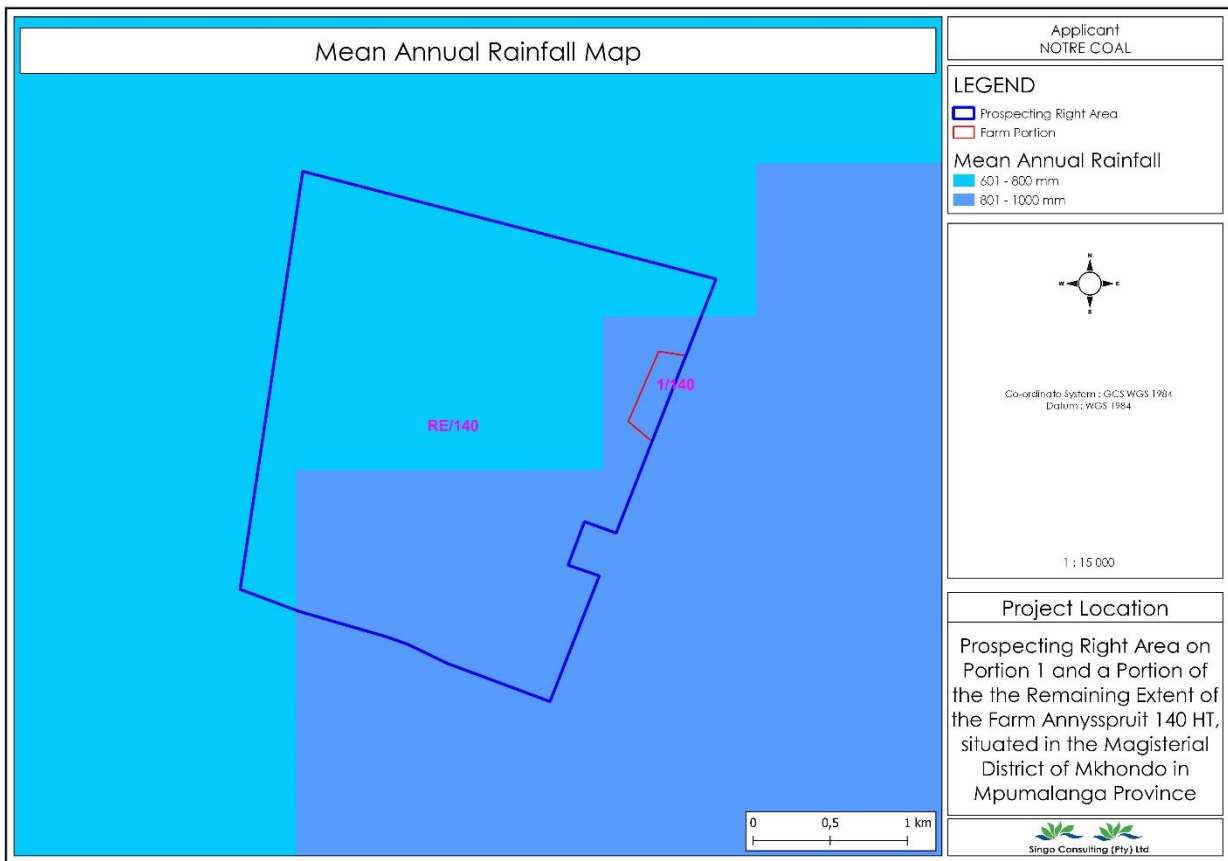 Mean Annual Rainfall Map
RE/140
1/140
0
0,5
1 km
Applicant
NOTRE COAL
LEGEND
Prospecting Right Area
Farm Portion
Mean Annual Rainfall
601 - 800 mm
801 - 1000 mm
N
W
E
S
Co-ordinate System : GCS WGS 1984
Datum : WGS 1984
1 : 15 000
Project Location
Prospecting Right Area on
Portion 1 and a Portion of
the the Remaining Extent of
the Farm Annysspruit 140 HT,
situated in the Magisterial
District of Mkhondo in
Mpumalanga Province
Singo Consulting (Pty) Ltd